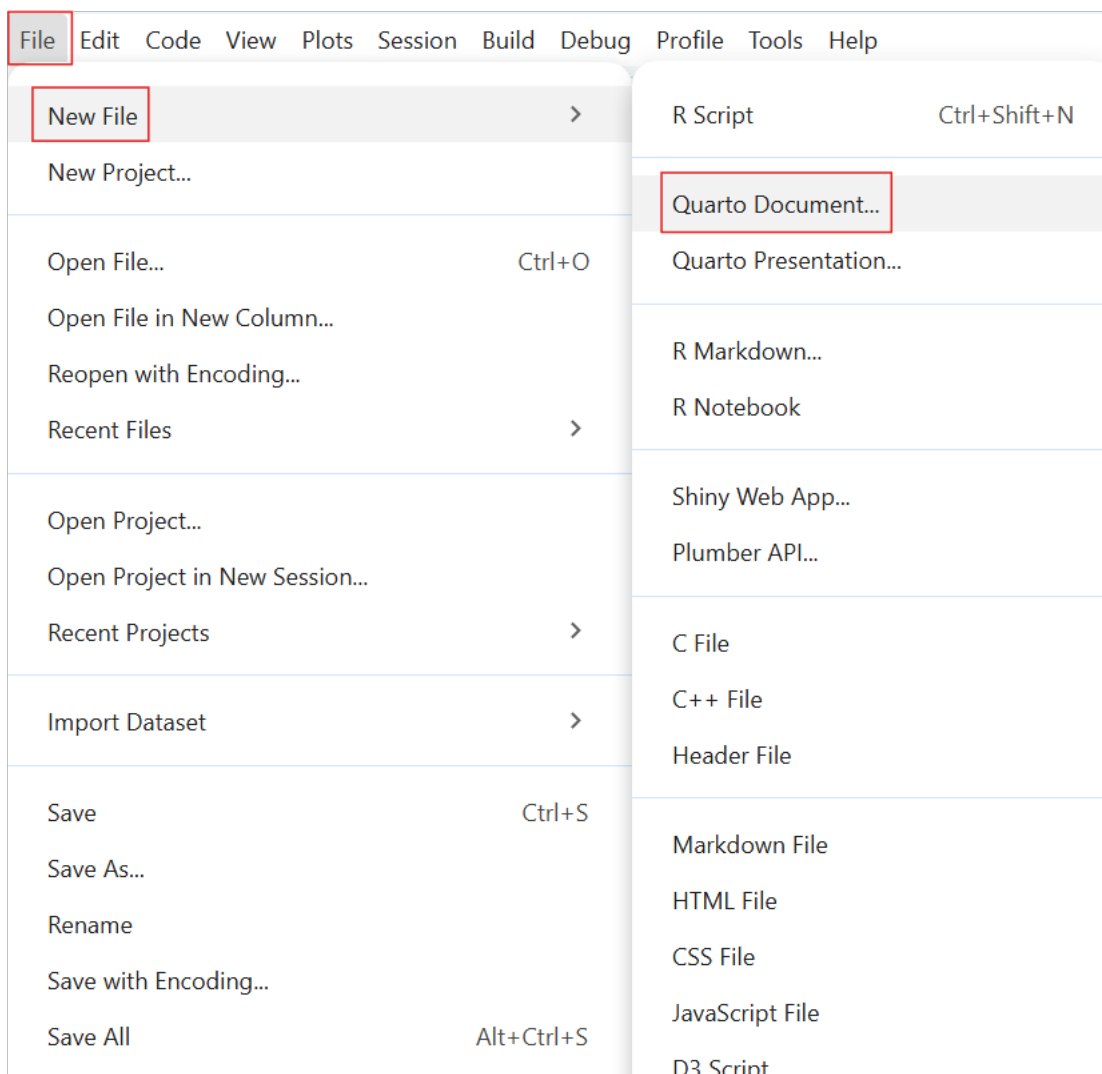 File Edit Code View Plots Session Build Debug Profile Tools Help
New File
New Project...
Open File... Ctrl+O
Open File in New Column...
Reopen with Encoding...
Recent Files
Open Project...
Open Project in New Session...
Recent Projects
Import Dataset
Save Ctrl+S
Save As...
Rename
Save with Encoding...
Save All Alt+Ctrl+S
R Script Ctrl+Shift+N
Quarto Document...
Quarto Presentation...
R Markdown...
R Notebook
Shiny Web App...
Plumber API...
C File
C++ File
Header File
Markdown File
HTML File
CSS File
JavaScript File
D3 Script